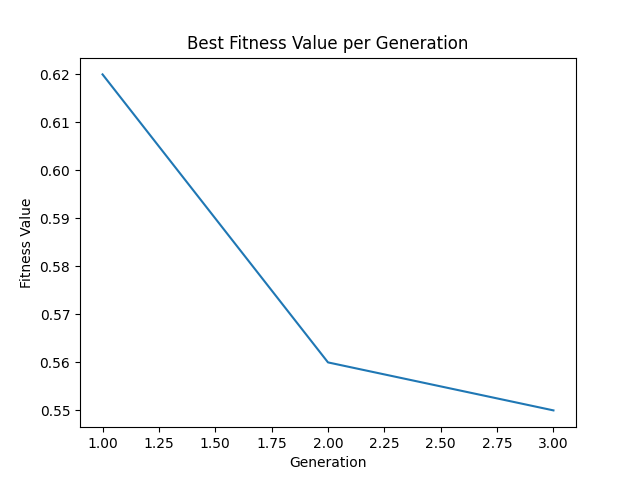 Best Fitness Value per Generation
0.62
0.61
0.60
0.59
0.58
0.57
0.56
0.55
Fitness Value
1.00 1.25 1.50 1.75 2.00 2.25 2.50 2.75 3.00
Generation